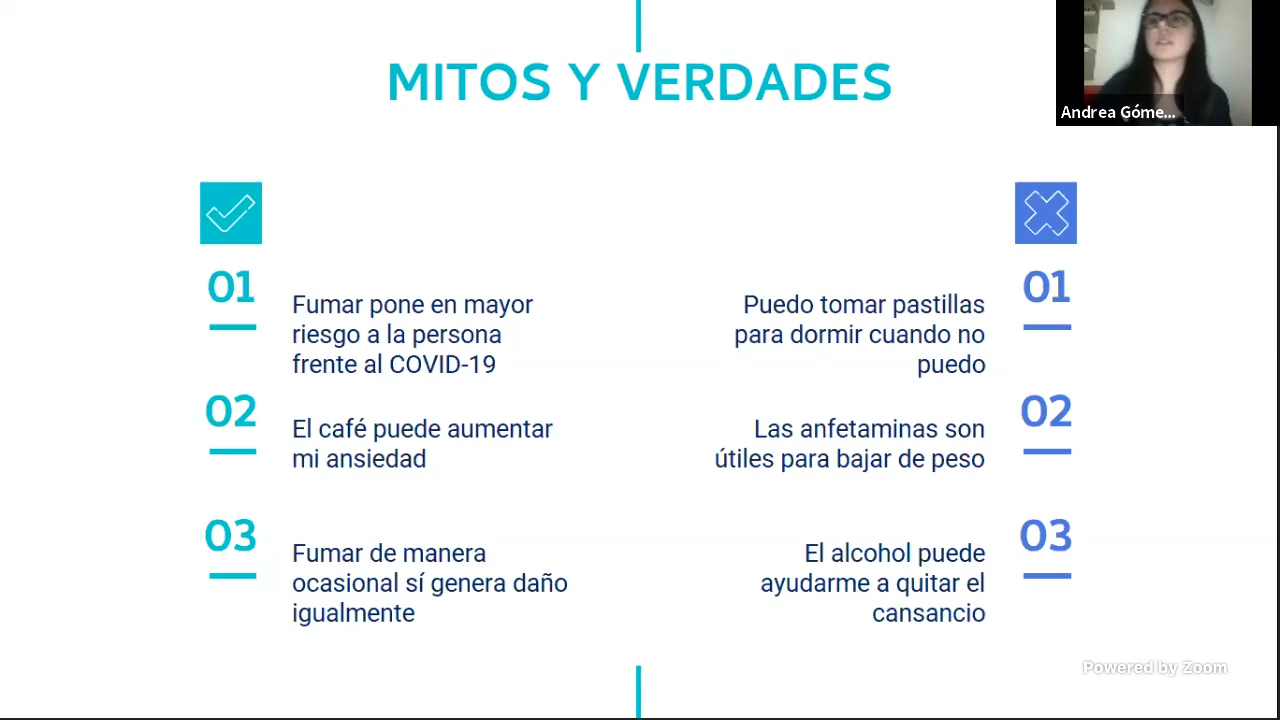 MITOS Y VERDADES
Andrea Góme...
01
Fumar pone en mayor
riesgo a la persona
frente al COVID-19
02
El café puede aumentar
mi ansiedad
03
Fumar de manera
ocasional sí genera daño
igualmente
01
Puedo tomar pastillas
para dormir cuando no
puedo
02
Las anfetaminas son
útiles para bajar de peso
03
El alcohol puede
ayudarme a quitar el
cansancio
Powered by Zoom